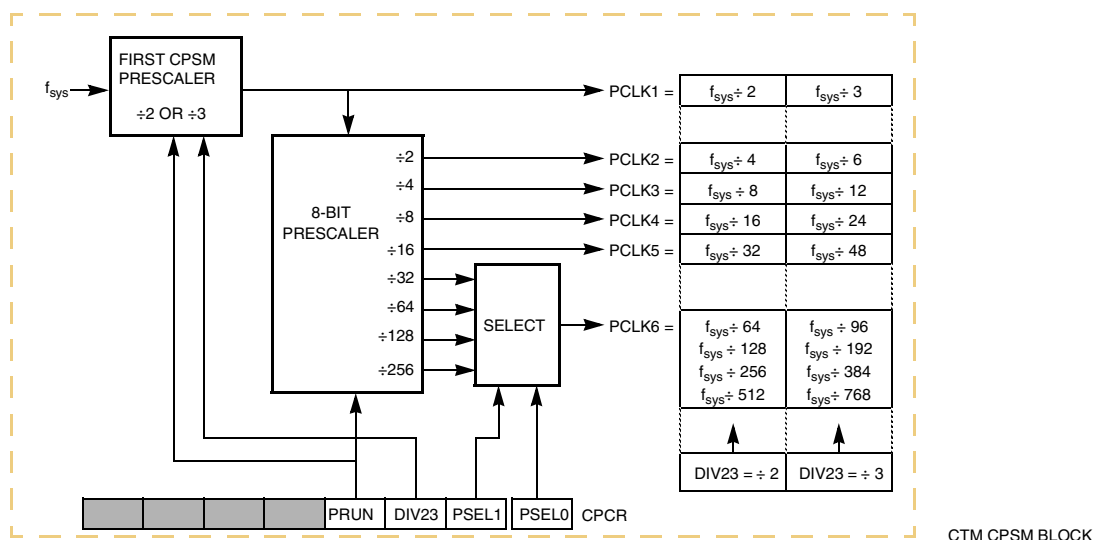 FIRST CPSM
PRESCALER
÷2 OR ÷3
fsys
PCLK1 = fsys÷ 2 fsys÷ 3
÷2 PCLK2 = fsys÷ 4 fsys÷ 6
÷4 PCLK3 = fsys ÷ 8 fsys÷ 12
÷8 PCLK4 = fsys÷ 16 fsys÷ 24
8-BIT
PRESCALER
÷16 PCLK5 = fsys÷ 32 fsys÷ 48
÷32
÷64
÷128
÷256
SELECT
PCLK6 =
fsys÷ 64 fsys ÷ 96
fsys ÷ 128 fsys ÷ 192
fsys ÷ 256 fsys ÷ 384
fsys÷ 512 fsys÷ 768
DIV23 = ÷ 2 DIV23 = ÷ 3
PRUN DIV23 PSEL1 PSEL0 CPCR
CTM CPSM BLOCK